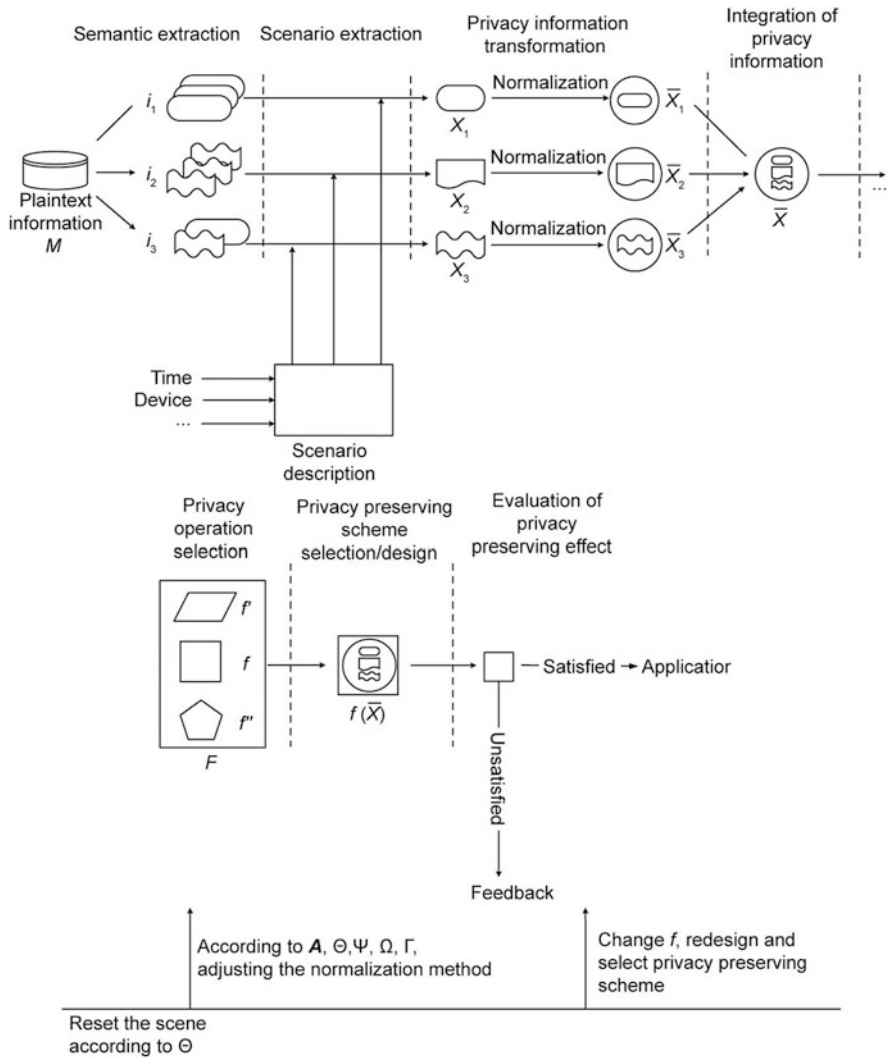 Semantic extraction
Scenario extraction
Privacy information
transformation
Integration of
privacy
information
i₁
X₁
Normalization
X̅₁
Plaintext
information
M
i₂
X₂
Normalization
X̅₂
X̅
...
i₃
X₃
Normalization
X̅₃
Time
Device
...
Scenario
description
Privacy
operation
selection
Privacy preserving
scheme
selection/design
Evaluation of
privacy
preserving effect
f'
f
f''
F
f (X̅)
Satisfied
Applicatior
Unsatisfied
Feedback
According to A, Θ,Ψ, Ω, Γ,
adjusting the normalization method
Change f, redesign and
select privacy preserving
scheme
Reset the scene
according to Θ